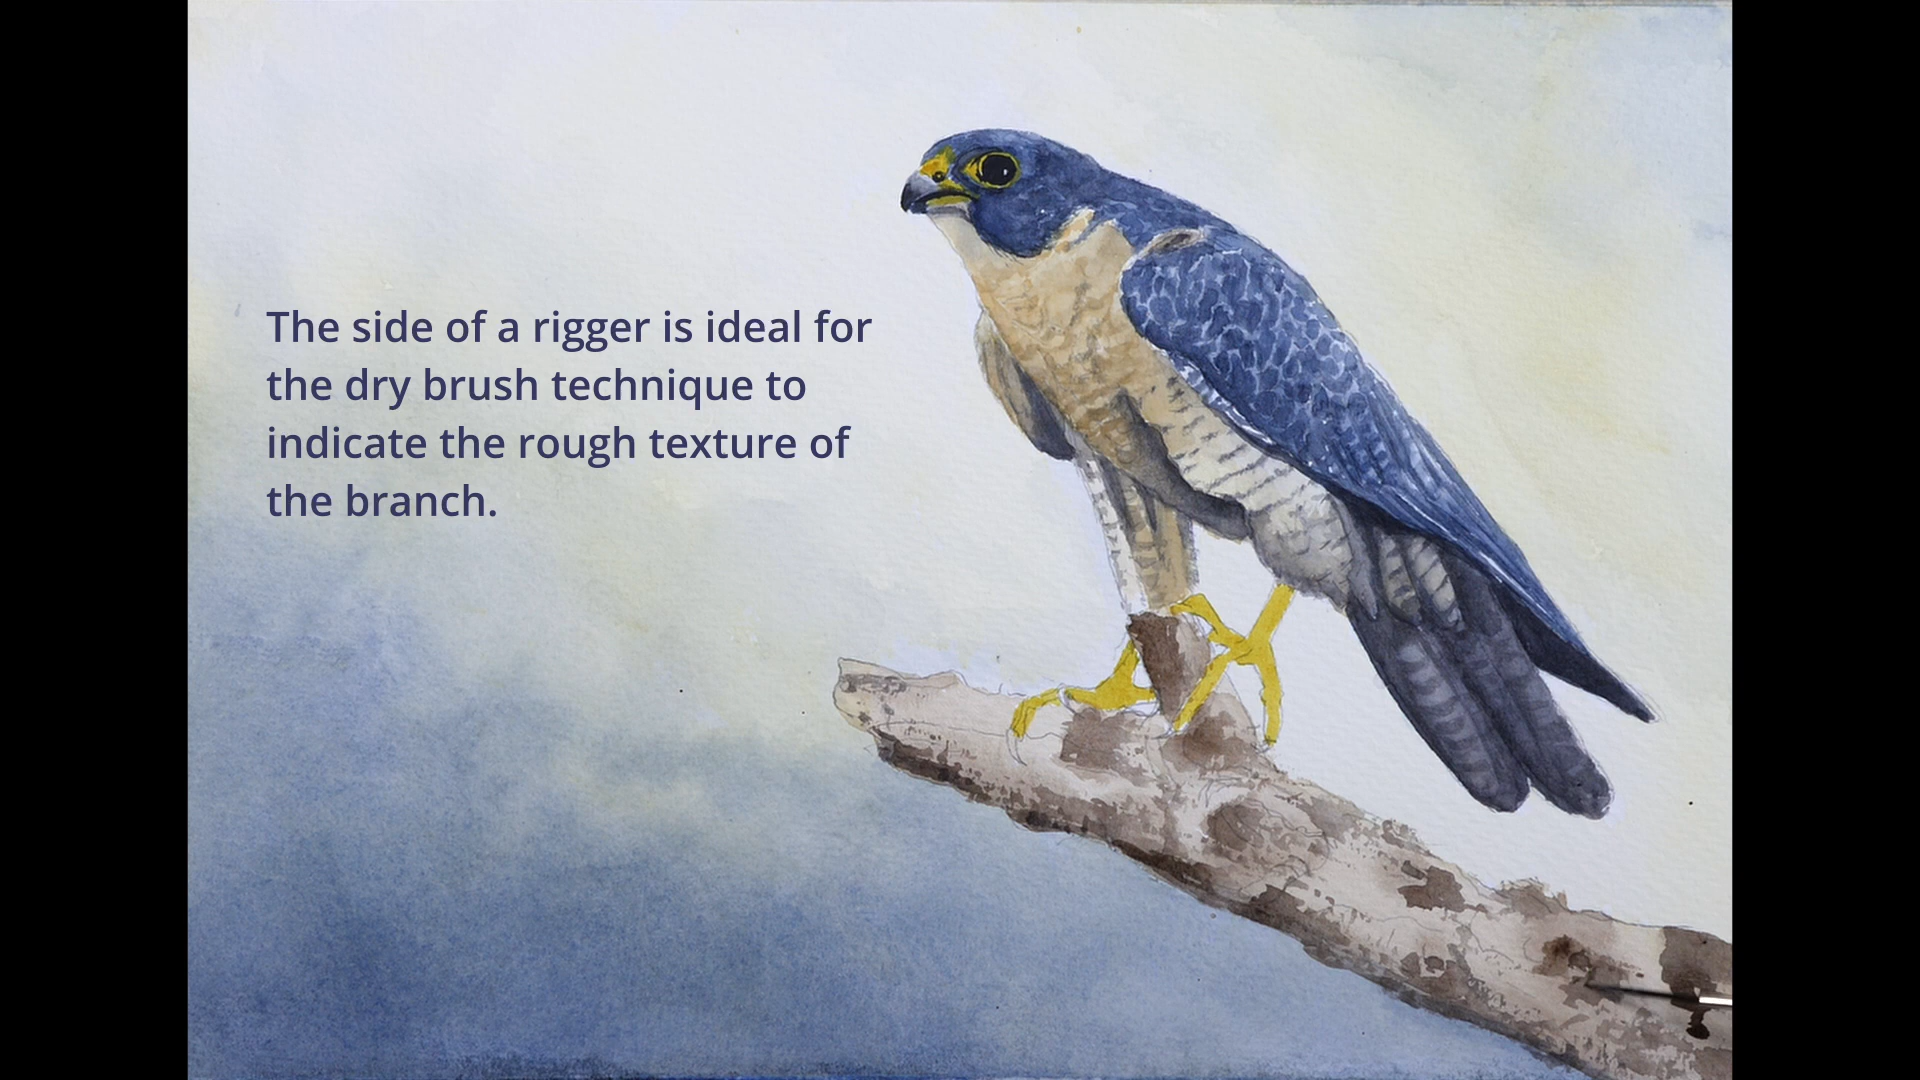 The side of a rigger is ideal for
the dry brush technique to
indicate the rough texture of
the branch.